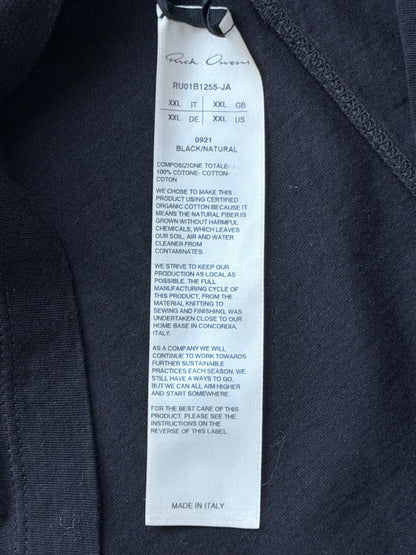 Rick Owens
RU01B1255-JA
XXL IT XXL GB
XXL DE XXL US
0921
BLACK/NATURAL
COMPOSIZIONE TOTALE- -
100% COTONE- COTTON-
COTON
WE CHOSE TO MAKE THIS
PRODUCT USING CERTIFIED
ORGANIC COTTON BECAUSE IT
MEANS THE NATURAL FIBER IS
GROWN WITHOUT HARMFUL
CHEMICALS, WHICH LEAVES
OUR SOIL, AIR AND WATER
CLEANER FROM
CONTAMINATES.
WE STRIVE TO KEEP OUR
PRODUCTION AS LOCAL AS
POSSIBLE. THE FULL
MANUFACTURING CYCLE OF
THIS PRODUCT, FROM THE
MATERIAL KNITTING TO
SEWING AND FINISHING, WAS
UNDERTAKEN CLOSE TO OUR
HOME BASE IN CONCORDIA,
ITALY.
AS A COMPANY WE WILL
CONTINUE TO WORK TOWARDS
FURTHER SUSTAINABLE
PRACTICES EACH SEASON. WE
STILL HAVE A WAYS TO GO,
BUT WE CAN ALL AIM HIGHER
AND START SOMEWHERE.
FOR THE BEST CARE OF THIS
PRODUCT, PLEASE SEE THE
INSTRUCTIONS ON THE
REVERSE OF THIS LABEL.
MADE IN ITALY